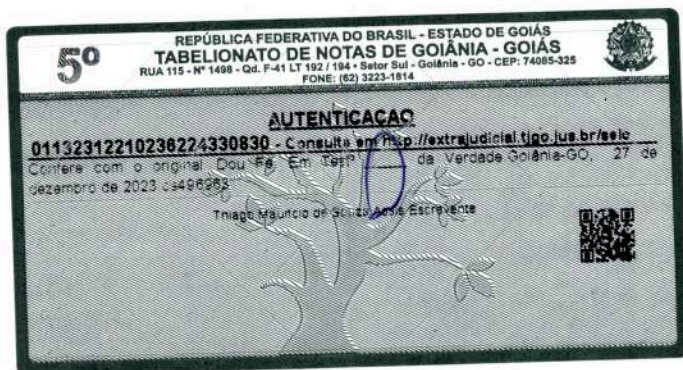 5º
REPÚBLICA FEDERATIVA DO BRASIL - ESTADO DE GOIÁS
TABELIONATO DE NOTAS DE GOIÂNIA - GOIÁS
RUA 115 - Nº 1498 - Qd. F-41 LT 192 / 194 • Setor Sul - Goiânia - GO - CEP: 74085-325
FONE: (62) 3223-1814
AUTENTICAÇAO
01132312210236224330830 - Consulte em http://extrajudicial.tjgo.jus.br/selo
Confere com o original Dou Fé. Em Testº da Verdade Goiânia-GO, 27 de
dezembro de 2023
Thiago Mauricio de Souza Assis Escrevente